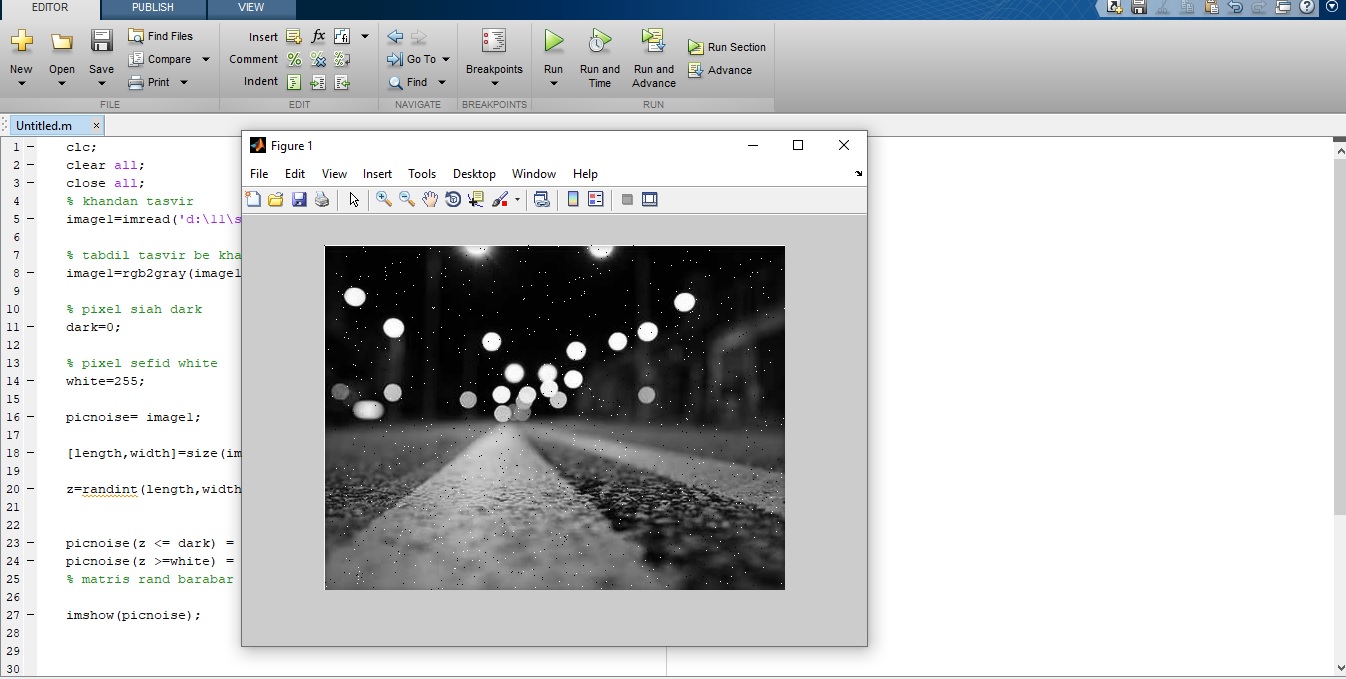 EDITOR PUBLISH VIEW
New Open Save Find Files Compare Print
Insert fx
Comment
Indent
Go To
Find
Breakpoints
Run Run and Time Run and Advance Run Section Advance
FILE EDIT NAVIGATE BREAKPOINTS RUN
Untitled.m
1 clc;
2 clear all;
3 close all;
4 % khandan tasvir
5 image1=imread('d:\11\s
6
7 % tabdil tasvir be kha
8 image1=rgb2gray(image1
9
10 % pixel siah dark
11 dark=0;
12
13 % pixel sefid white
14 white=255;
15
16 picnoise= image1;
17
18 [length,width]=size(im
19
20 z=randint(length,width
21
22
23 picnoise(z <= dark) =
24 picnoise(z >=white) =
25 % matris rand barabar
26
27 imshow(picnoise);
28
29
30
Figure 1
File Edit View Insert Tools Desktop Window Help